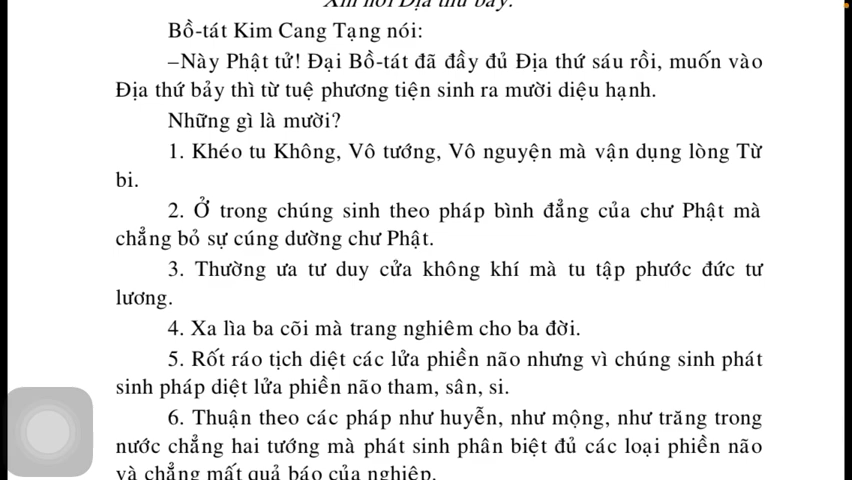 Xin nói Địa thứ bảy.
Bồ-tát Kim Cang Tạng nói:
–Này Phật tử! Đại Bồ-tát đã đầy đủ Địa thứ sáu rồi, muốn vào
Địa thứ bảy thì từ tuệ phương tiện sinh ra mười diệu hạnh.
Những gì là mười?
1. Khéo tu Không, Vô tướng, Vô nguyện mà vận dụng lòng Từ
bi.
2. Ở trong chúng sinh theo pháp bình đẳng của chư Phật mà
chẳng bỏ sự cúng dường chư Phật.
3. Thường ưa tư duy cửa không khí mà tu tập phước đức tư
lương.
4. Xa lìa ba cõi mà trang nghiêm cho ba đời.
5. Rốt ráo tịch diệt các lửa phiền não nhưng vì chúng sinh phát
sinh pháp diệt lửa phiền não tham, sân, si.
6. Thuận theo các pháp như huyễn, như mộng, như trăng trong
nước chẳng hai tướng mà phát sinh phân biệt đủ các loại phiền não
và chẳng mất quả báo của nghiệp.